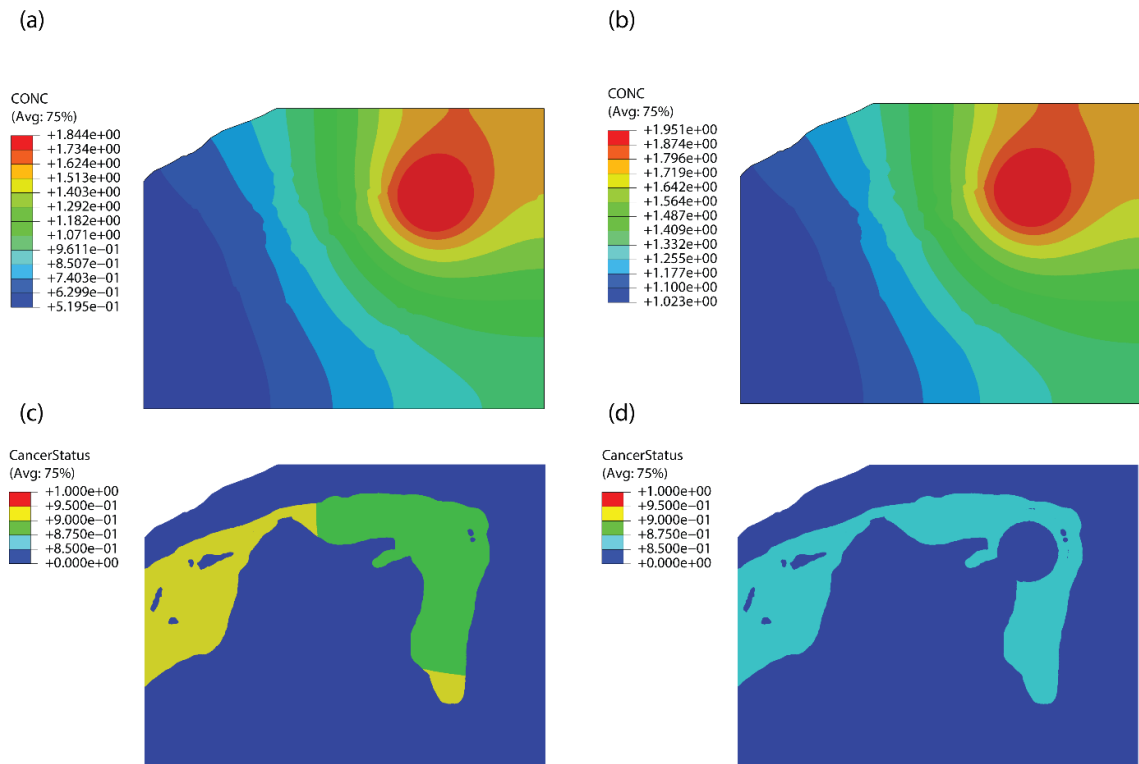 (a)
CONC
(Avg: 75%)
+1.844e+00
+1.734e+00
+1.624e+00
+1.513e+00
+1.403e+00
+1.292e+00
+1.182e+00
+1.071e+00
+9.611e-01
+8.507e-01
+7.403e-01
+6.299e-01
+5.195e-01
(b)
CONC
(Avg: 75%)
+1.951e+00
+1.874e+00
+1.796e+00
+1.719e+00
+1.642e+00
+1.564e+00
+1.487e+00
+1.409e+00
+1.332e+00
+1.255e+00
+1.177e+00
+1.100e+00
+1.023e+00
(c)
CancerStatus
(Avg: 75%)
+1.000e+00
+9.500e-01
+9.000e-01
+8.750e-01
+8.500e-01
+0.000e+00
(d)
CancerStatus
(Avg: 75%)
+1.000e+00
+9.500e-01
+9.000e-01
+8.750e-01
+8.500e-01
+0.000e+00